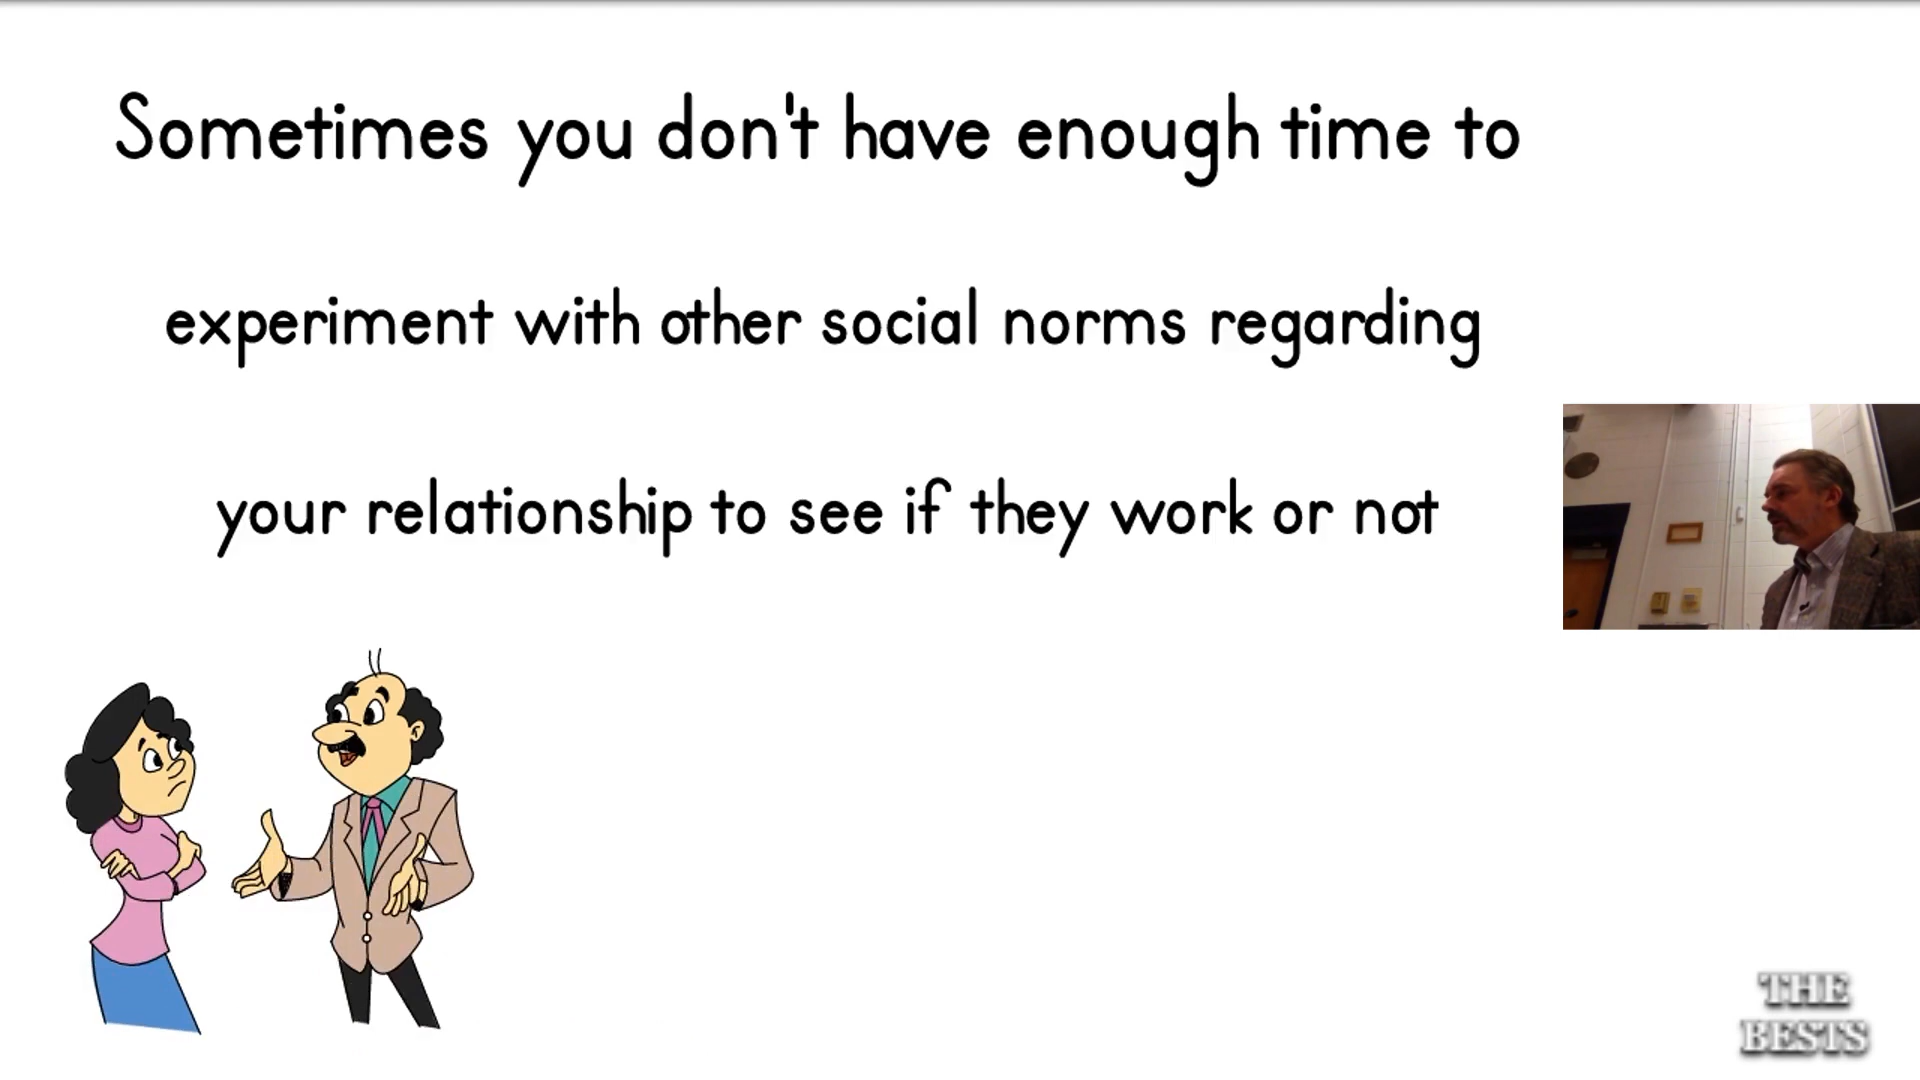 Sometimes you don't have enough time to
experiment with other social norms regarding
your relationship to see if they work or not
THE
BESTS